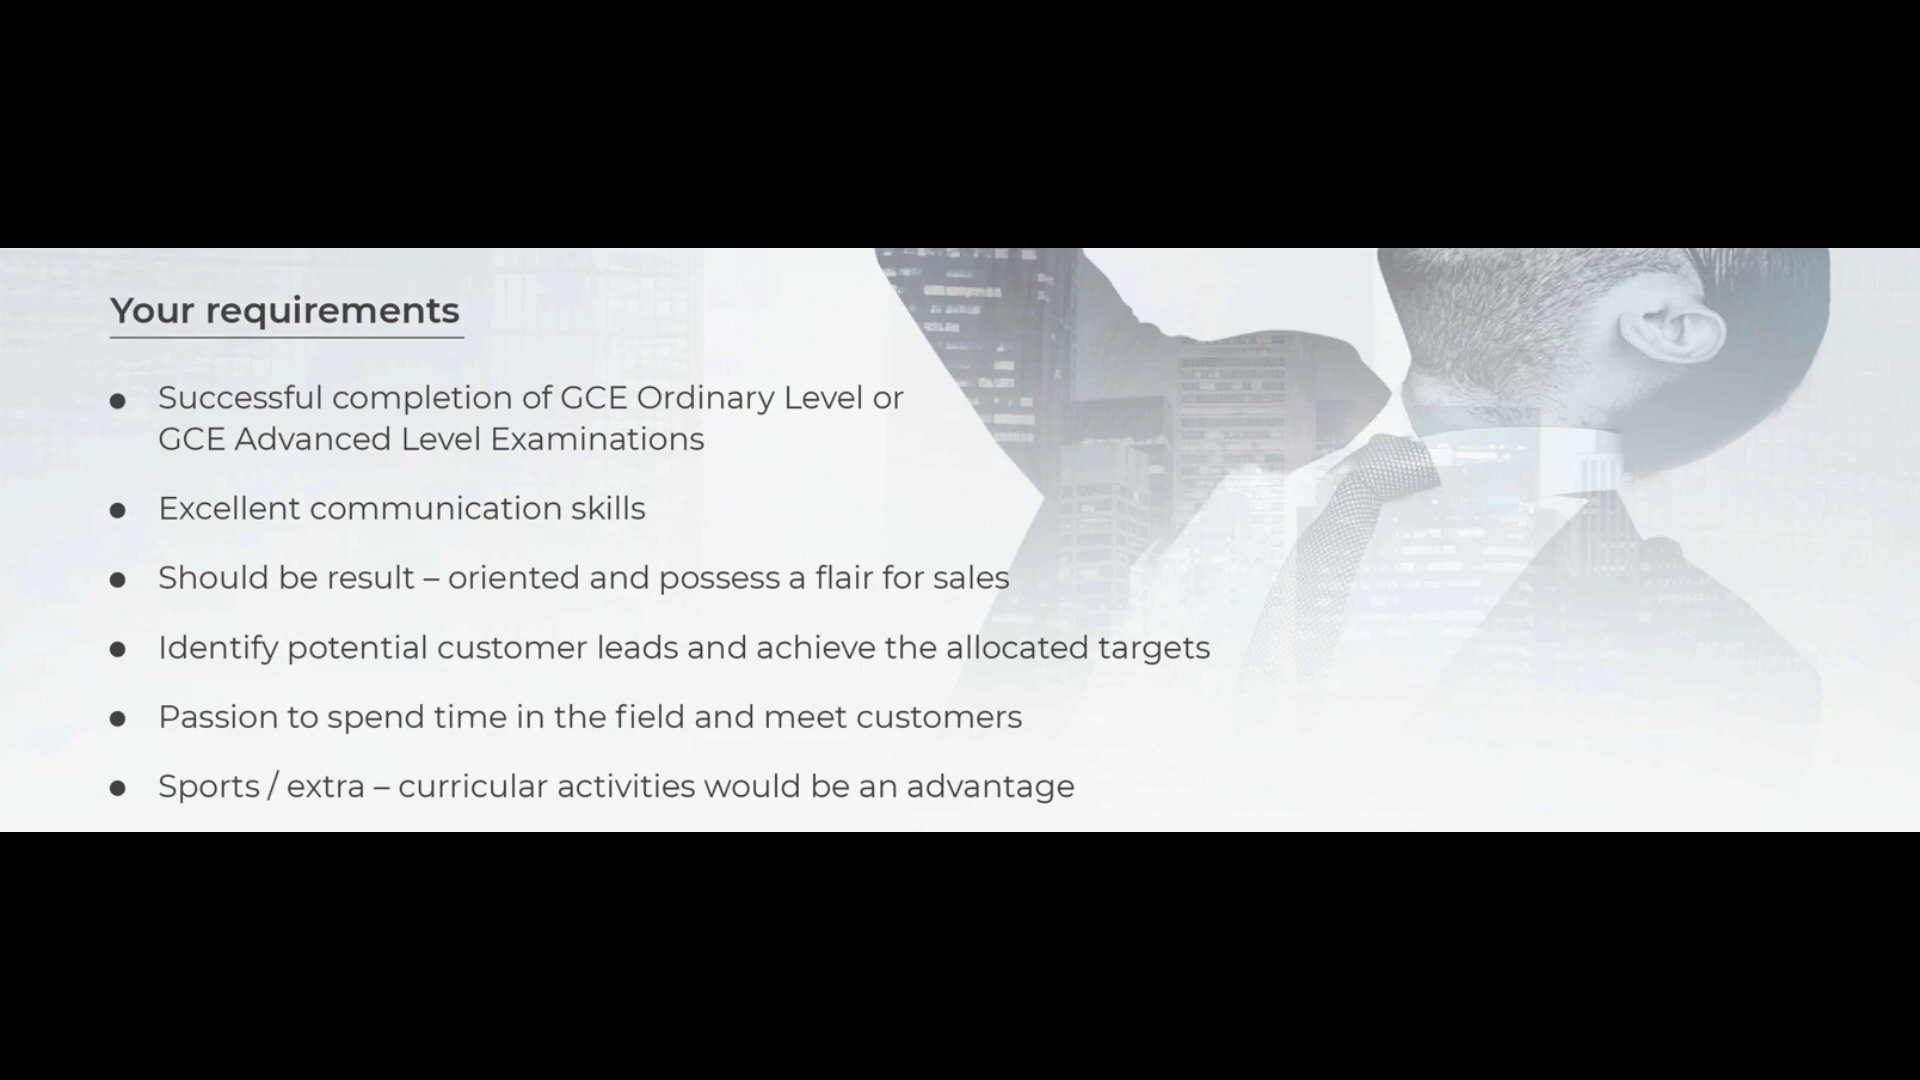 Your requirements
● Successful completion of GCE Ordinary Level or
GCE Advanced Level Examinations
● Excellent communication skills
● Should be result – oriented and possess a flair for sales
● Identify potential customer leads and achieve the allocated targets
● Passion to spend time in the field and meet customers
● Sports / extra – curricular activities would be an advantage